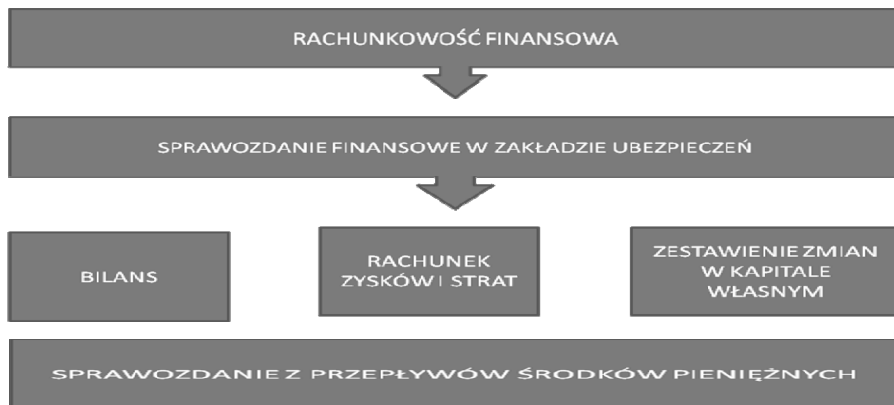 RACHUNKOWOŚĆ FINANSOWA
SPRAWOZDANIE FINANSOWE W ZAKŁADZIE UBEZPIECZEŃ
BILANS
RACHUNEK
ZYSKÓW I STRAT
ZESTAWIENIE ZMIAN
W KAPITALE
WŁASNYM
SPRAWOZDANIE Z PRZEPŁYWÓW ŚRODKÓW PIENIĘŻNYCH